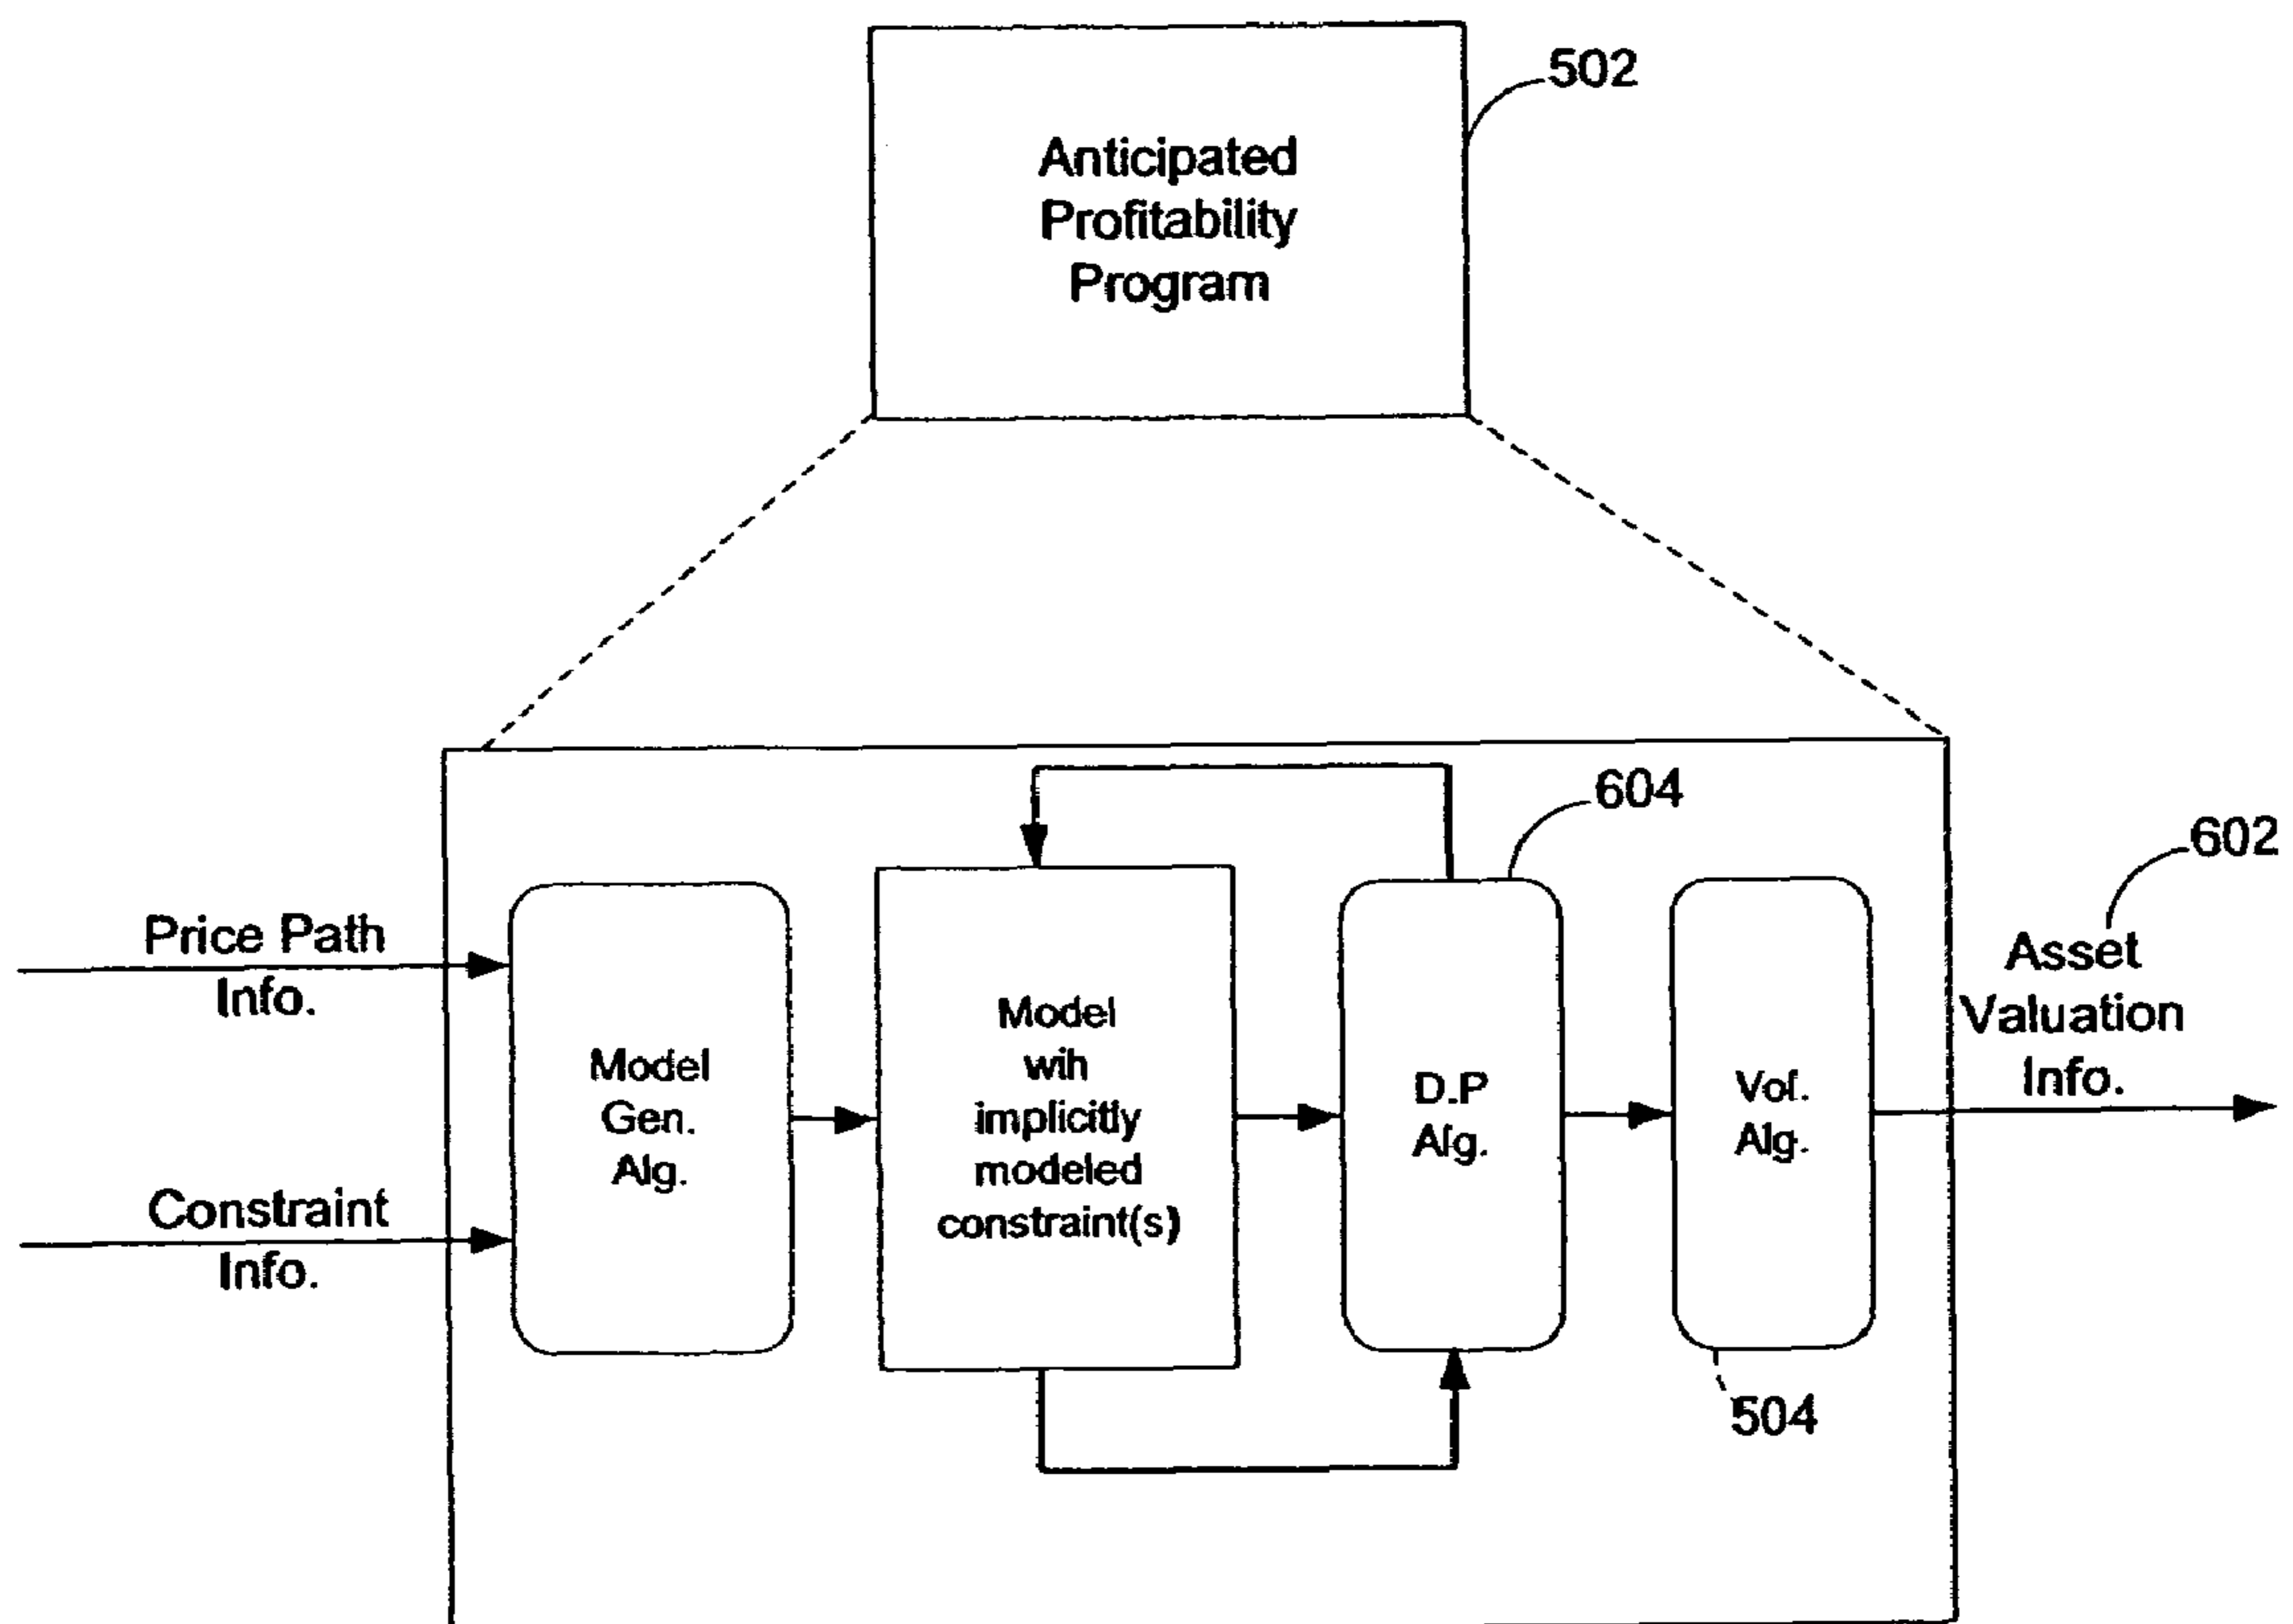 502
Anticipated
Profitability
Program
604
602
Price Path
Info.
Constraint
Info.
Model
Gen.
Alg.
Model
wih
implicitly
modeled
constraint(s)
D.P
Alg.
Vol.
Alg.
Asset
Valuation
Info.
504